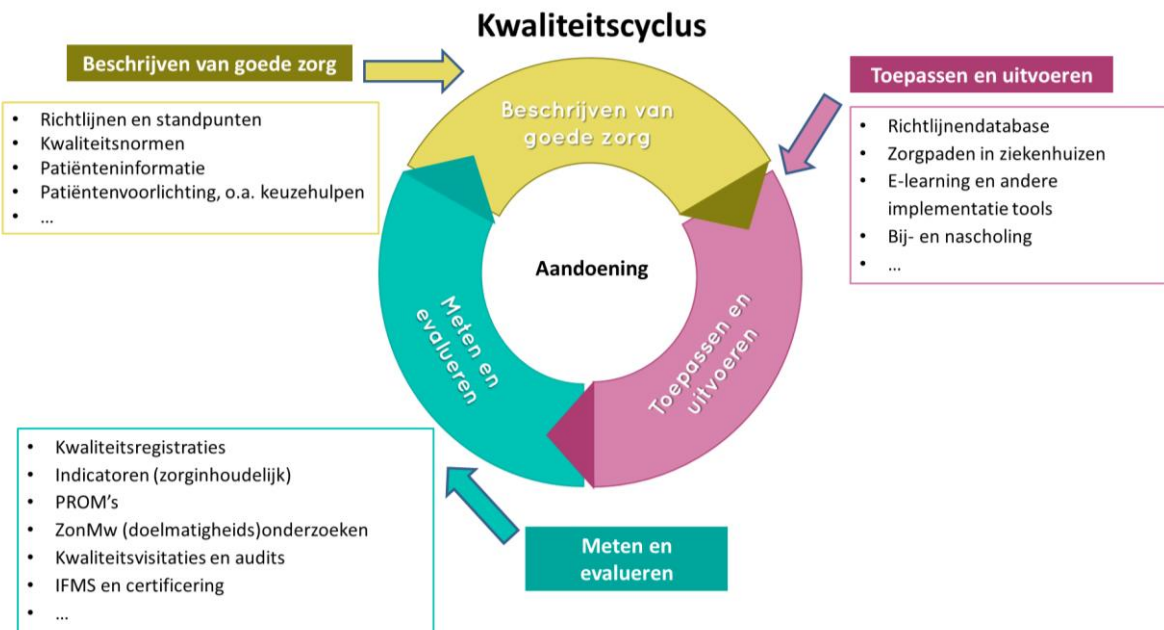 Kwaliteitscyclus
Beschrijven van goede zorg
• Richtlijnen en standpunten
• Kwaliteitsnormen
• Patiënteninformatie
• Patiëntenvoorlichting, o.a. keuzehulpen
• ...
Beschrijven van
goede zorg
Toepassen en uitvoeren
• Richtlijnendatabase
• Zorgpaden in ziekenhuizen
• E-learning en andere
implementatie tools
• Bij- en nascholing
• ...
Aandoening
Meten en
evalueren
Toepassen en
uitvoeren
• Kwaliteitsregistraties
• Indicatoren (zorginhoudelijk)
• PROM's
• ZonMw (doelmatigheids)onderzoeken
• Kwaliteitsvisitaties en audits
• IFMS en certificering
• ...
Meten en
evalueren